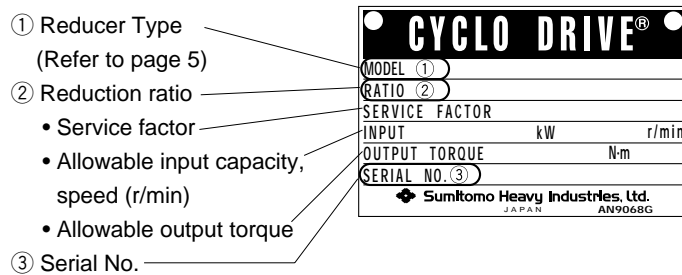 ① Reducer Type
(Refer to page 5)
② Reduction ratio
• Service factor
• Allowable input capacity,
speed (r/min)
• Allowable output torque
③ Serial No.
CYCLO DRIVE®
MODEL ①
RATIO ②
SERVICE FACTOR
INPUT kW r/min
OUTPUT TORQUE N·m
SERIAL NO. ③
Sumitomo Heavy Industries, Ltd.
JAPAN AN9068G